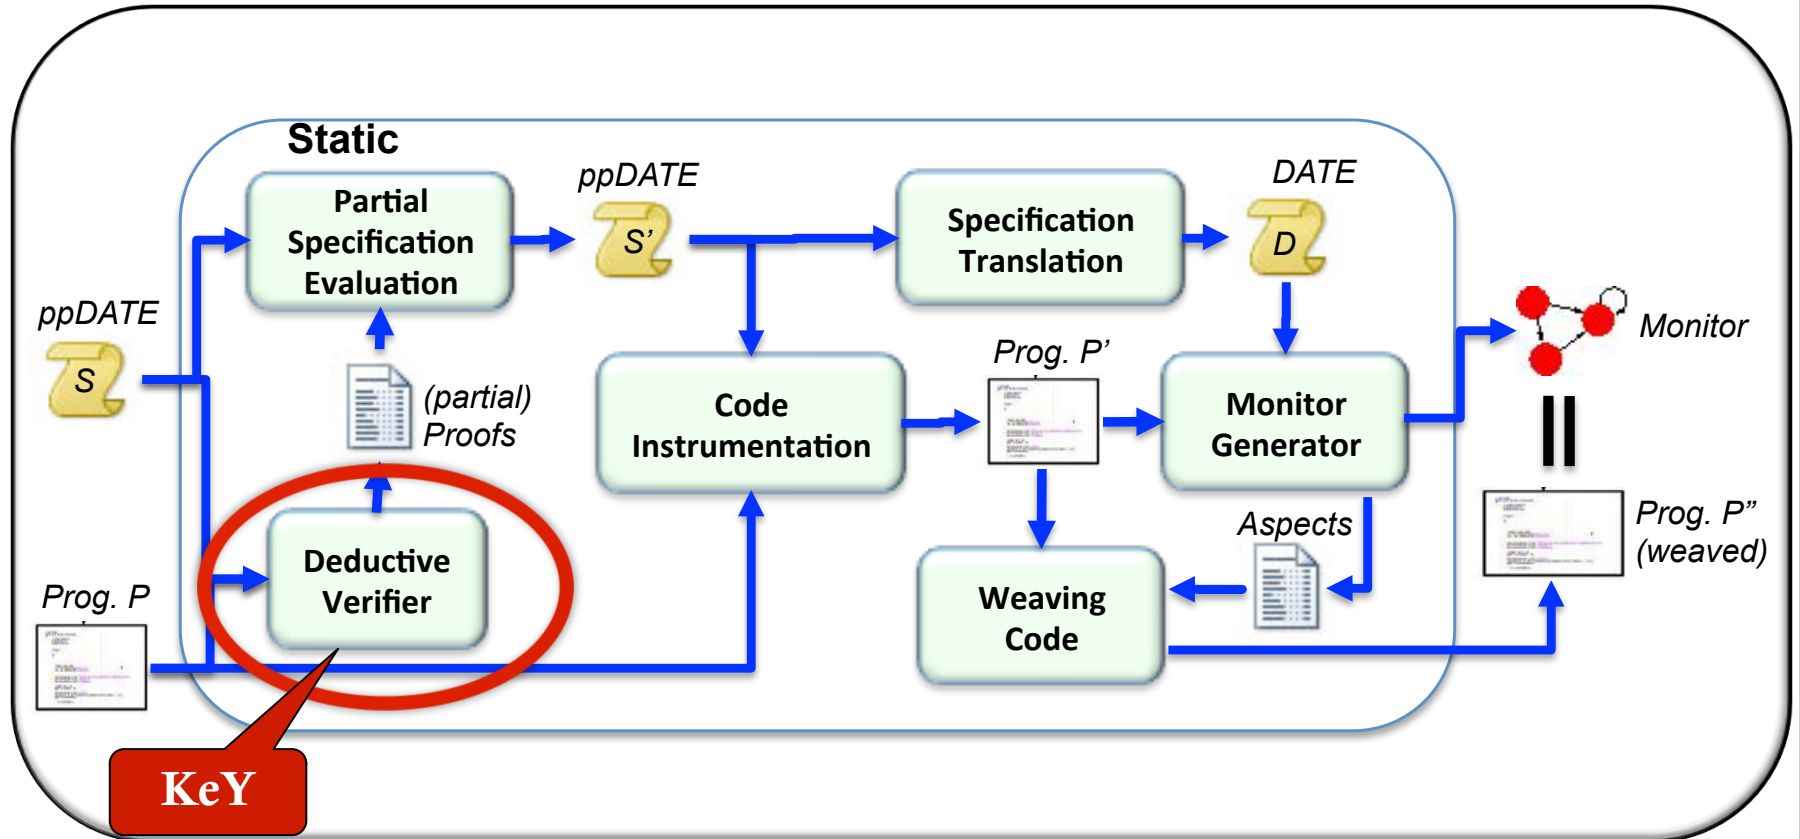 Static
Partial
Specification
Evaluation
ppDATE
S’
Specification
Translation
DATE
D
ppDATE
S
(partial)
Proofs
Code
Instrumentation
Prog. P’
Monitor
Generator
Monitor
Deductive
Verifier
Prog. P
Weaving
Code
Aspects
Prog. P”
(weaved)
KeY